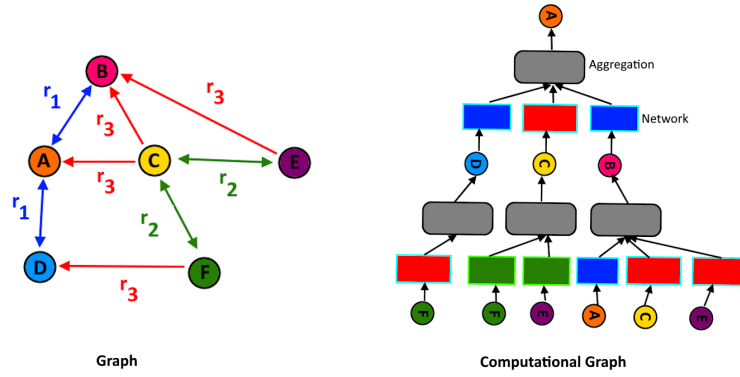 B
r1
r3
r3
A
C
E
r3
r2
r1
r2
D
F
r3
Graph
A
Aggregation
Network
D
C
B
F
F
E
A
C
E
Computational Graph